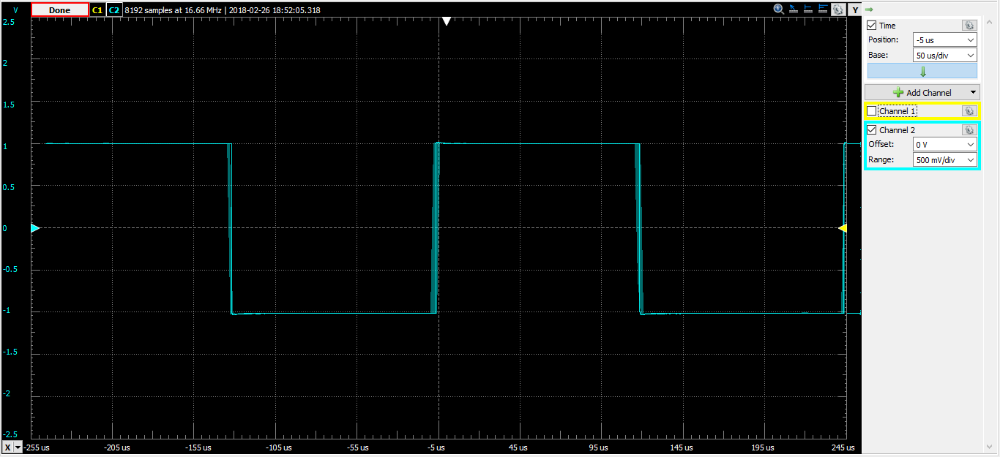 V Done C1 C2 8192 samples at 16.66 MHz | 2018-02-26 18:52:05.318 Y
2.5
2
1.5
1
0.5
0
-0.5
-1
-1.5
-2
-2.5
X -255 us -205 us -155 us -105 us -55 us -5 us 45 us 95 us 145 us 195 us 245 us
Time
Position: -5 us
Base: 50 us/div
Add Channel
Channel 1
Channel 2
Offset: 0 V
Range: 500 mV/div